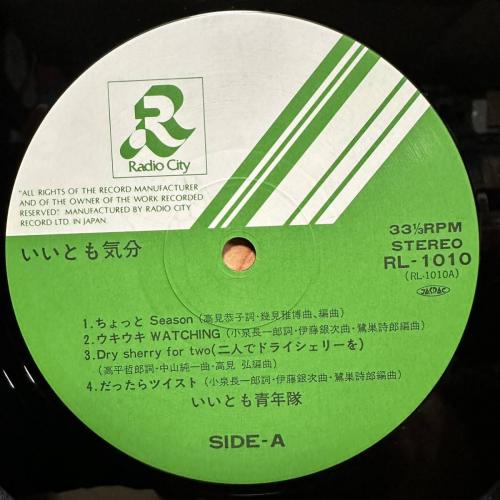 R
Radio City
"ALL RIGHTS OF THE RECORD MANUFACTURER
AND OF THE OWNER OF THE WORK RECORDED
RESERVED". MANUFACTURED BY RADIO CITY
RECORD LTD. IN JAPAN.
いいとも気分
33⅓RPM
STEREO
RL-1010
(RL-1010A)
JASRAC
1.ちょっと Season (高見恭子詞・幾見雅博曲、編曲)
2.ウキウキ WATCHING (小泉長一郎詞・伊藤銀次曲・鷺巣詩郎編曲)
3.Dry sherry for two(二人でドライシェリーを)
(高平哲郎詞・中山純一曲・高見 弘編曲)
4.だったらツイスト (小泉長一郎詞・伊藤銀次曲・鷺巣詩郎編曲)
いいとも青年隊
SIDE-A